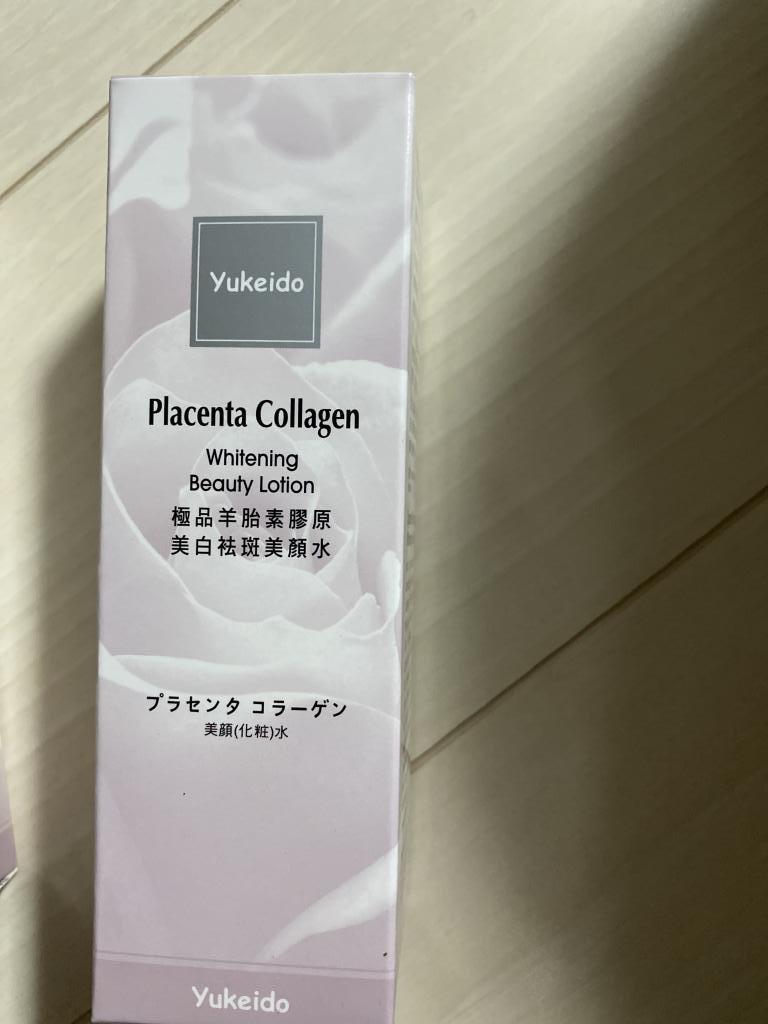 Yukeido
Placenta Collagen
Whitening
Beauty Lotion
極品羊胎素膠原
美白袪斑美顏水
プラセンタ コラーゲン
美顔(化粧)水
Yukeido